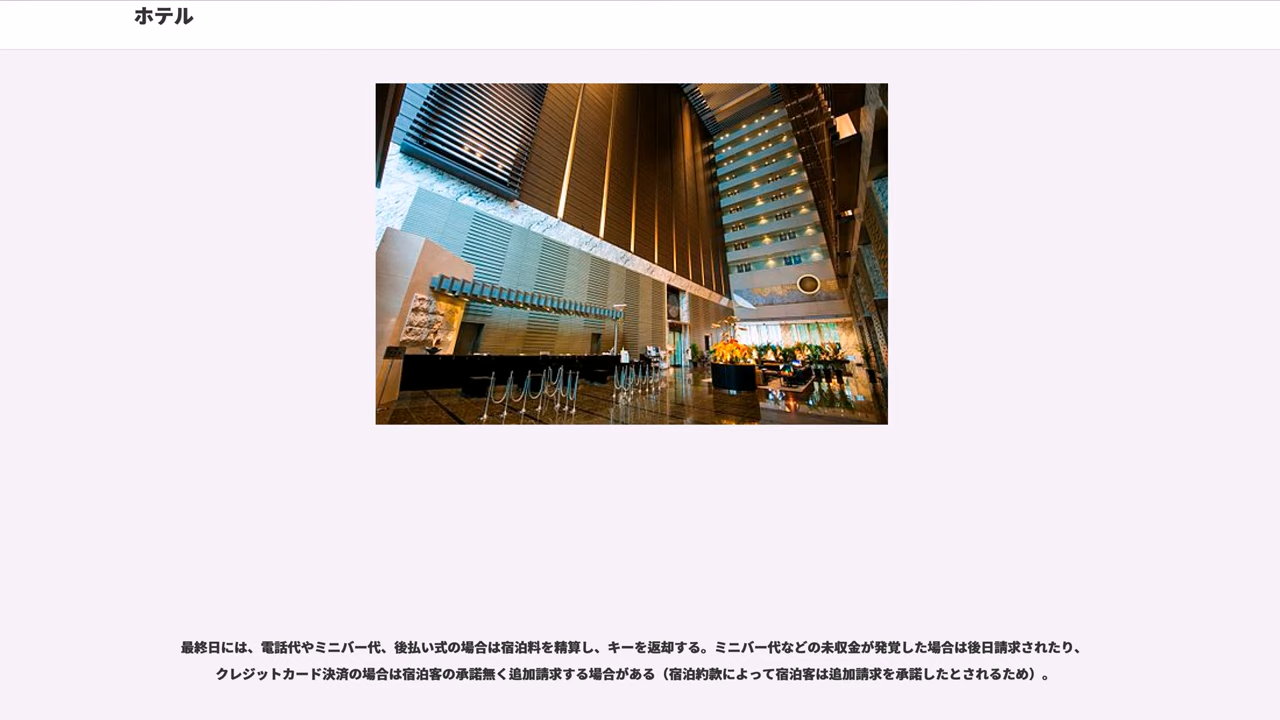 ホテル
最終日には、電話代やミニバー代、後払い式の場合は宿泊料を精算し、キーを返却する。ミニバー代などの未収金が発覚した場合は後日請求されたり、
クレジットカード決済の場合は宿泊客の承諾無く追加請求する場合がある（宿泊約款によって宿泊客は追加請求を承諾したとされるため）。